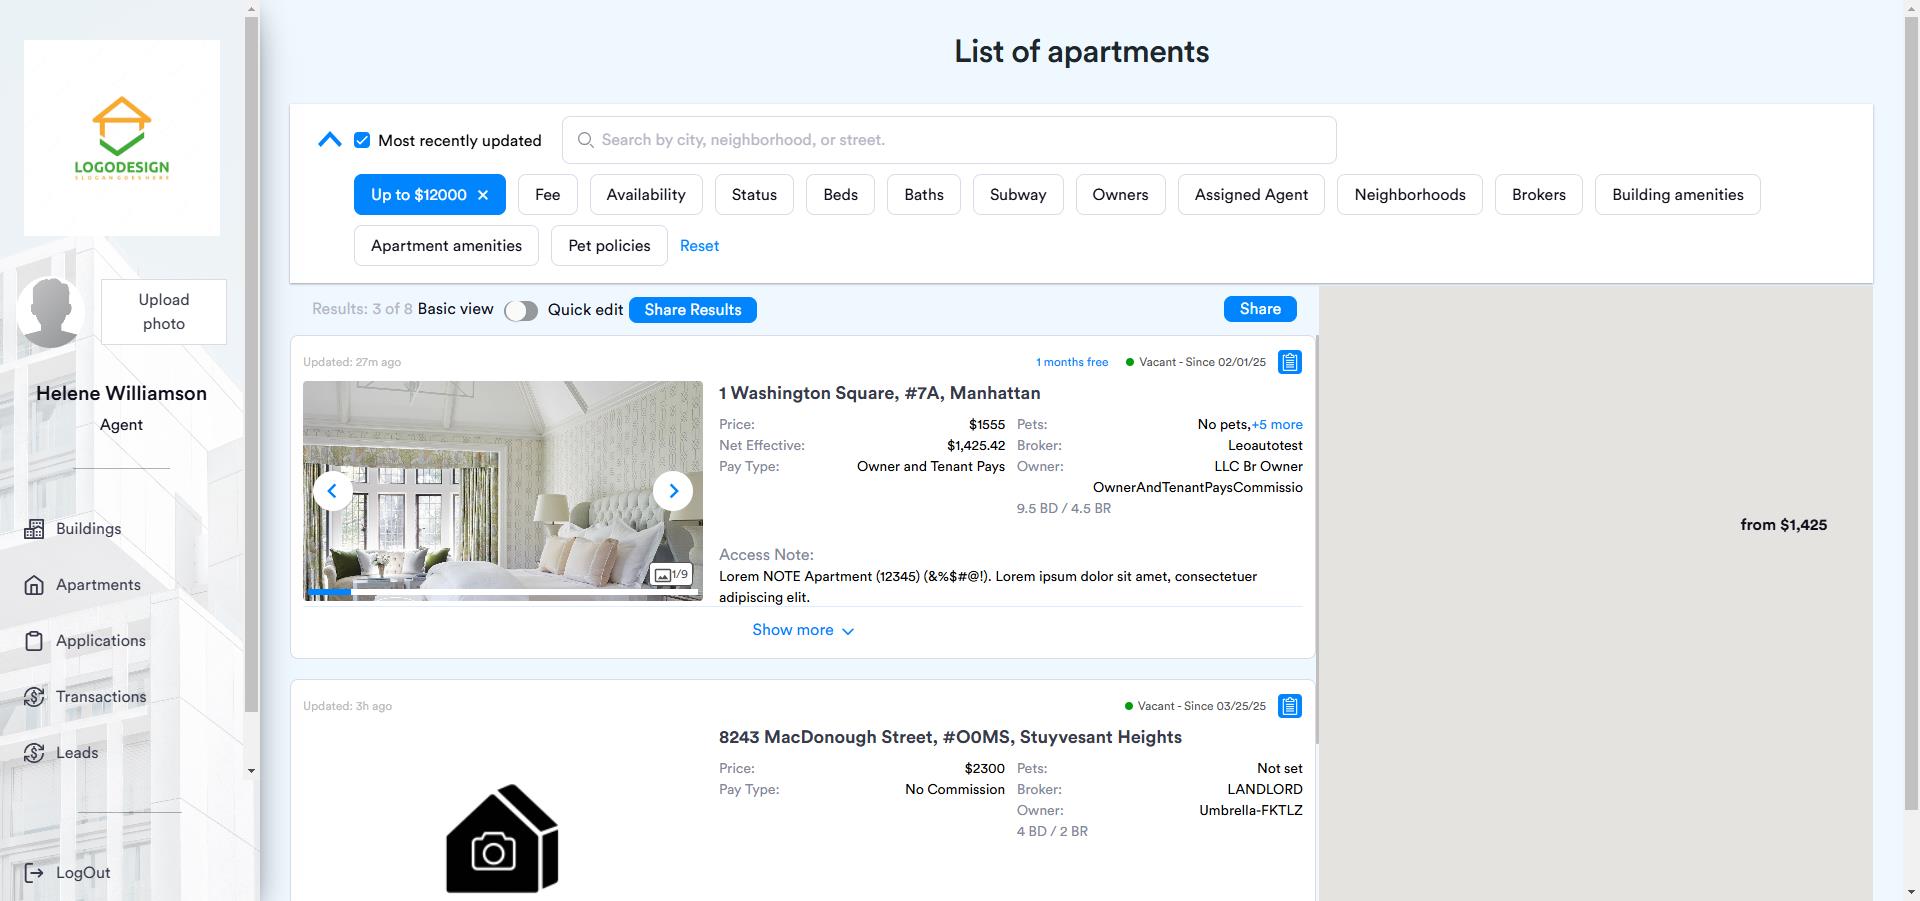 LOGODESIGN
SLOGAN GOES HERE
Upload
photo
Helene Williamson
Agent
Buildings
Apartments
Applications
Transactions
Leads
LogOut
List of apartments
Most recently updated
Search by city, neighborhood, or street.
Up to $12000 ×
Fee
Availability
Status
Beds
Baths
Subway
Owners
Assigned Agent
Neighborhoods
Brokers
Building amenities
Apartment amenities
Pet policies
Reset
Results: 3 of 8
Basic view
Quick edit
Share Results
Share
Updated: 27m ago
1 months free
Vacant - Since 02/01/25
1/9
1 Washington Square, #7A, Manhattan
Price: $1555
Net Effective: $1,425.42
Pay Type: Owner and Tenant Pays
Pets: No pets,+5 more
Broker: Leoautotest
Owner: LLC Br Owner
OwnerAndTenantPaysCommissio
9.5 BD / 4.5 BR
Access Note:
Lorem NOTE Apartment (12345) (&%$#@!). Lorem ipsum dolor sit amet, consectetuer
adipiscing elit.
Show more
Updated: 3h ago
Vacant - Since 03/25/25
8243 MacDonough Street, #O0MS, Stuyvesant Heights
Price: $2300
Pay Type: No Commission
Pets: Not set
Broker: LANDLORD
Owner: Umbrella-FKTLZ
4 BD / 2 BR
from $1,425